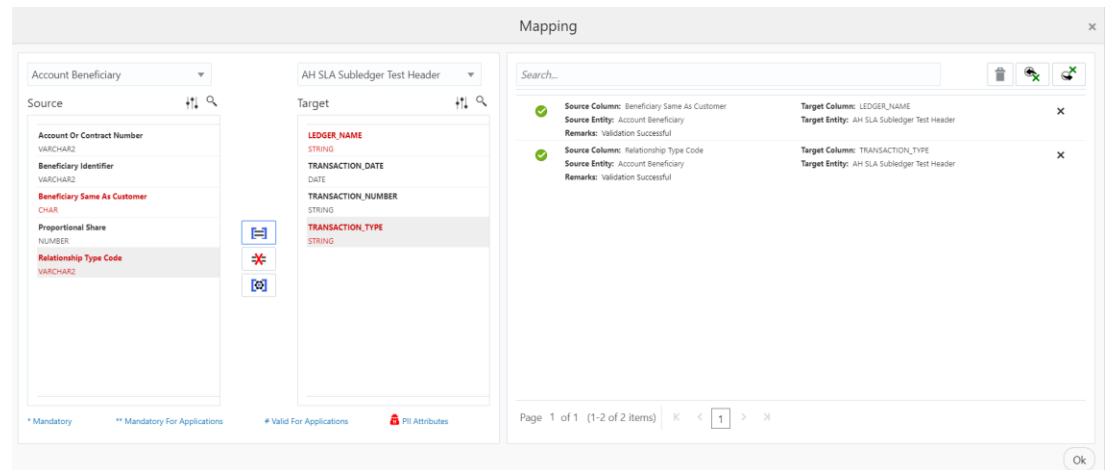 Mapping
Account Beneficiary
AH SLA Subledger Test Header
Source
Target
Account Or Contract Number
VARCHAR2
Beneficiary Identifier
VARCHAR2
Beneficiary Same As Customer
CHAR
Proportional Share
NUMBER
Relationship Type Code
VARCHAR2
LEDGER_NAME
STRING
TRANSACTION_DATE
DATE
TRANSACTION_NUMBER
STRING
TRANSACTION_TYPE
STRING
* Mandatory ** Mandatory For Applications # Valid For Applications PII Attributes
Search...
Source Column: Beneficiary Same As Customer Target Column: LEDGER_NAME
Source Entity: Account Beneficiary Target Entity: AH SLA Subledger Test Header
Remarks: Validation Successful
Source Column: Relationship Type Code Target Column: TRANSACTION_TYPE
Source Entity: Account Beneficiary Target Entity: AH SLA Subledger Test Header
Remarks: Validation Successful
Page 1 of 1 (1-2 of 2 items) 1
Ok